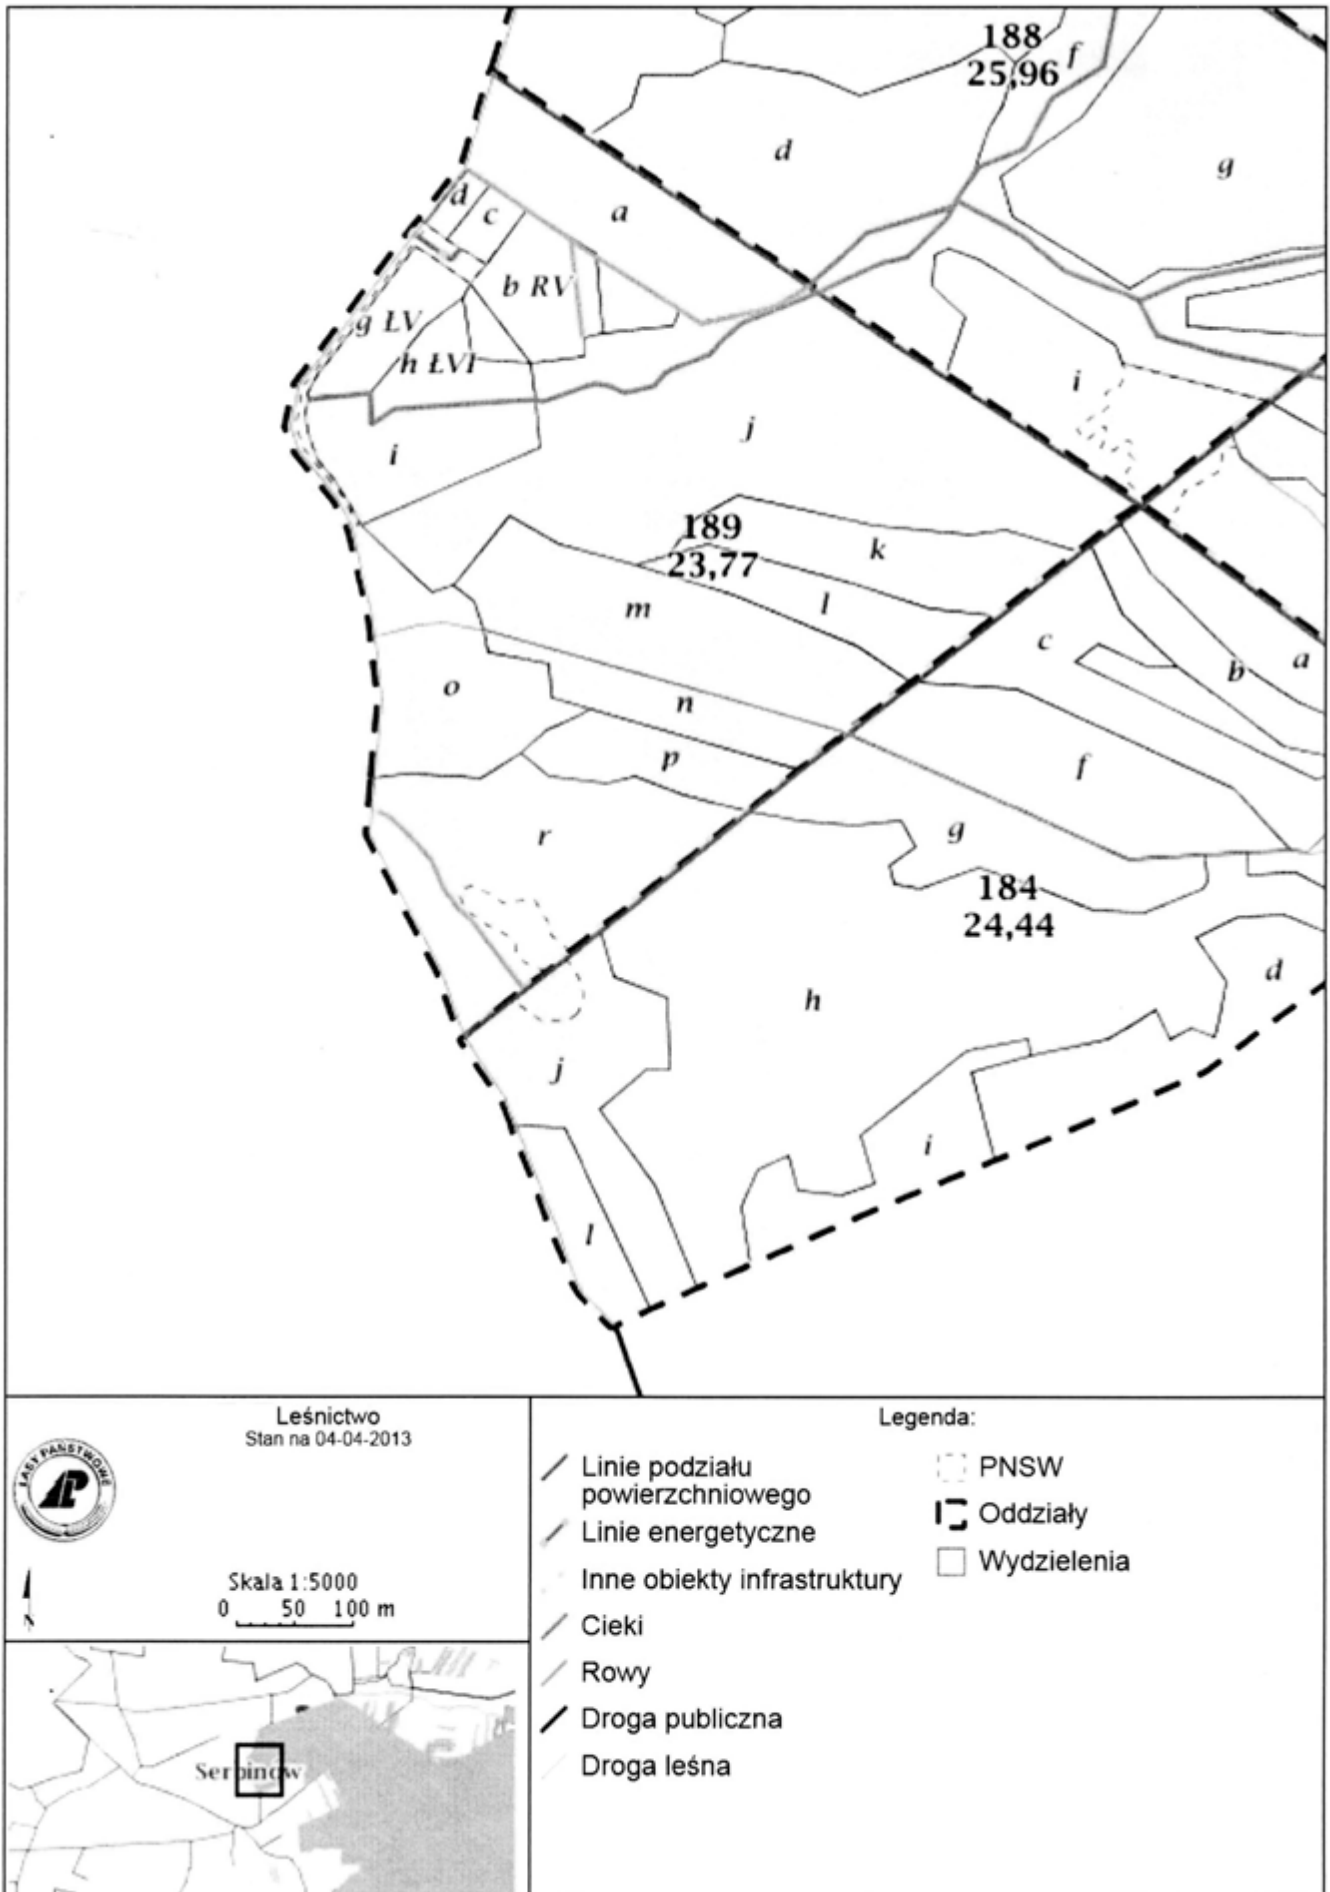 188
25,96
f
d
g
a
d
c
b RV
g ŁV
h ŁVI
i
i
j
189
23,77
k
l
m
c
b
a
o
n
p
f
r
g
184
24,44
d
h
j
i
l
Leśnictwo
Stan na 04-04-2013
LASY PAŃSTWOWE
Skala 1:5000
0 50 100 m
N
Serpinów
Legenda:
Linie podziału
powierzchniowego
Linie energetyczne
Inne obiekty infrastruktury
Cieki
Rowy
Droga publiczna
Droga leśna
PNSW
Oddziały
Wydzielenia